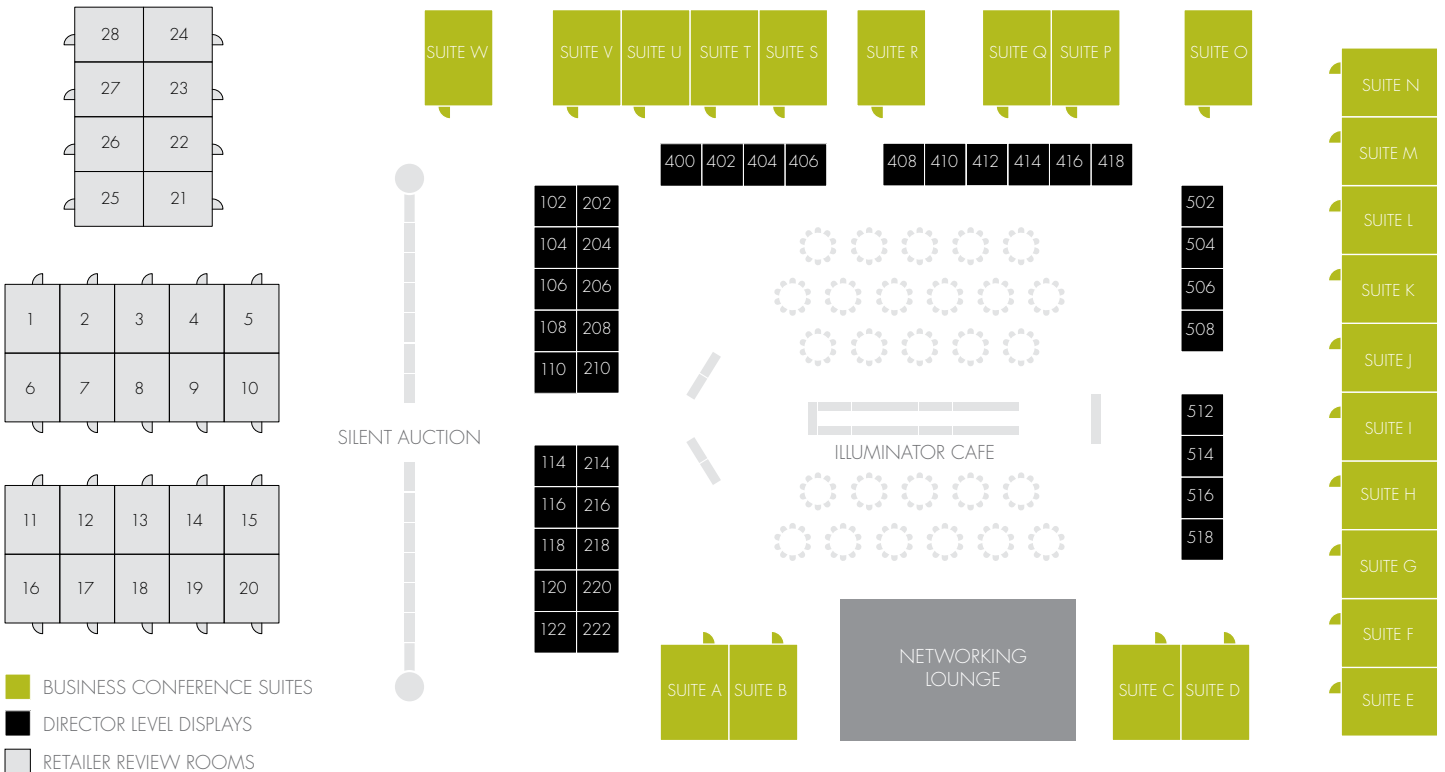 28 24
27 23
26 22
25 21
1 2 3 4 5
6 7 8 9 10
11 12 13 14 15
16 17 18 19 20
BUSINESS CONFERENCE SUITES
DIRECTOR LEVEL DISPLAYS
RETAILER REVIEW ROOMS
SILENT AUCTION
SUITE W
SUITE V SUITE U SUITE T SUITE S
SUITE R
SUITE Q SUITE P
SUITE O
400 402 404 406
408 410 412 414 416 418
102 202
104 204
106 206
108 208
110 210
114 214
116 216
118 218
120 220
122 222
ILLUMINATOR CAFE
502
504
506
508
512
514
516
518
SUITE A SUITE B
NETWORKING
LOUNGE
SUITE C SUITE D
SUITE N
SUITE M
SUITE L
SUITE K
SUITE J
SUITE I
SUITE H
SUITE G
SUITE F
SUITE E